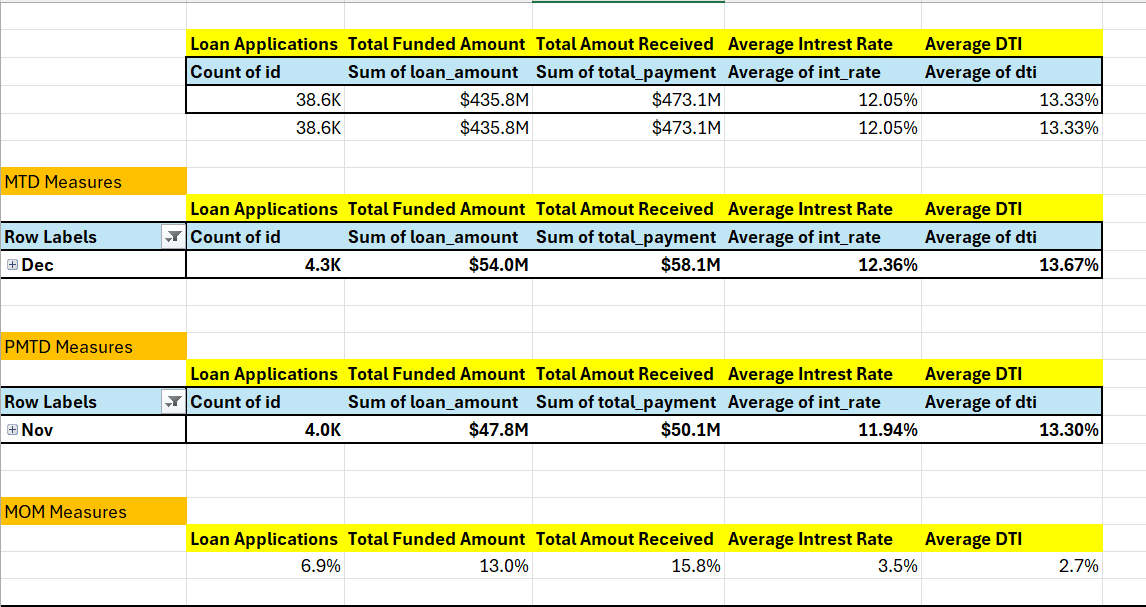 Loan Applications Total Funded Amount Total Amout Received Average Intrest Rate Average DTI
Count of id Sum of loan_amount Sum of total_payment Average of int_rate Average of dti
38.6K $435.8M $473.1M 12.05% 13.33%
38.6K $435.8M $473.1M 12.05% 13.33%
MTD Measures
Loan Applications Total Funded Amount Total Amout Received Average Intrest Rate Average DTI
Row Labels Count of id Sum of loan_amount Sum of total_payment Average of int_rate Average of dti
Dec 4.3K $54.0M $58.1M 12.36% 13.67%
PMTD Measures
Loan Applications Total Funded Amount Total Amout Received Average Intrest Rate Average DTI
Row Labels Count of id Sum of loan_amount Sum of total_payment Average of int_rate Average of dti
Nov 4.0K $47.8M $50.1M 11.94% 13.30%
MOM Measures
Loan Applications Total Funded Amount Total Amout Received Average Intrest Rate Average DTI
6.9% 13.0% 15.8% 3.5% 2.7%